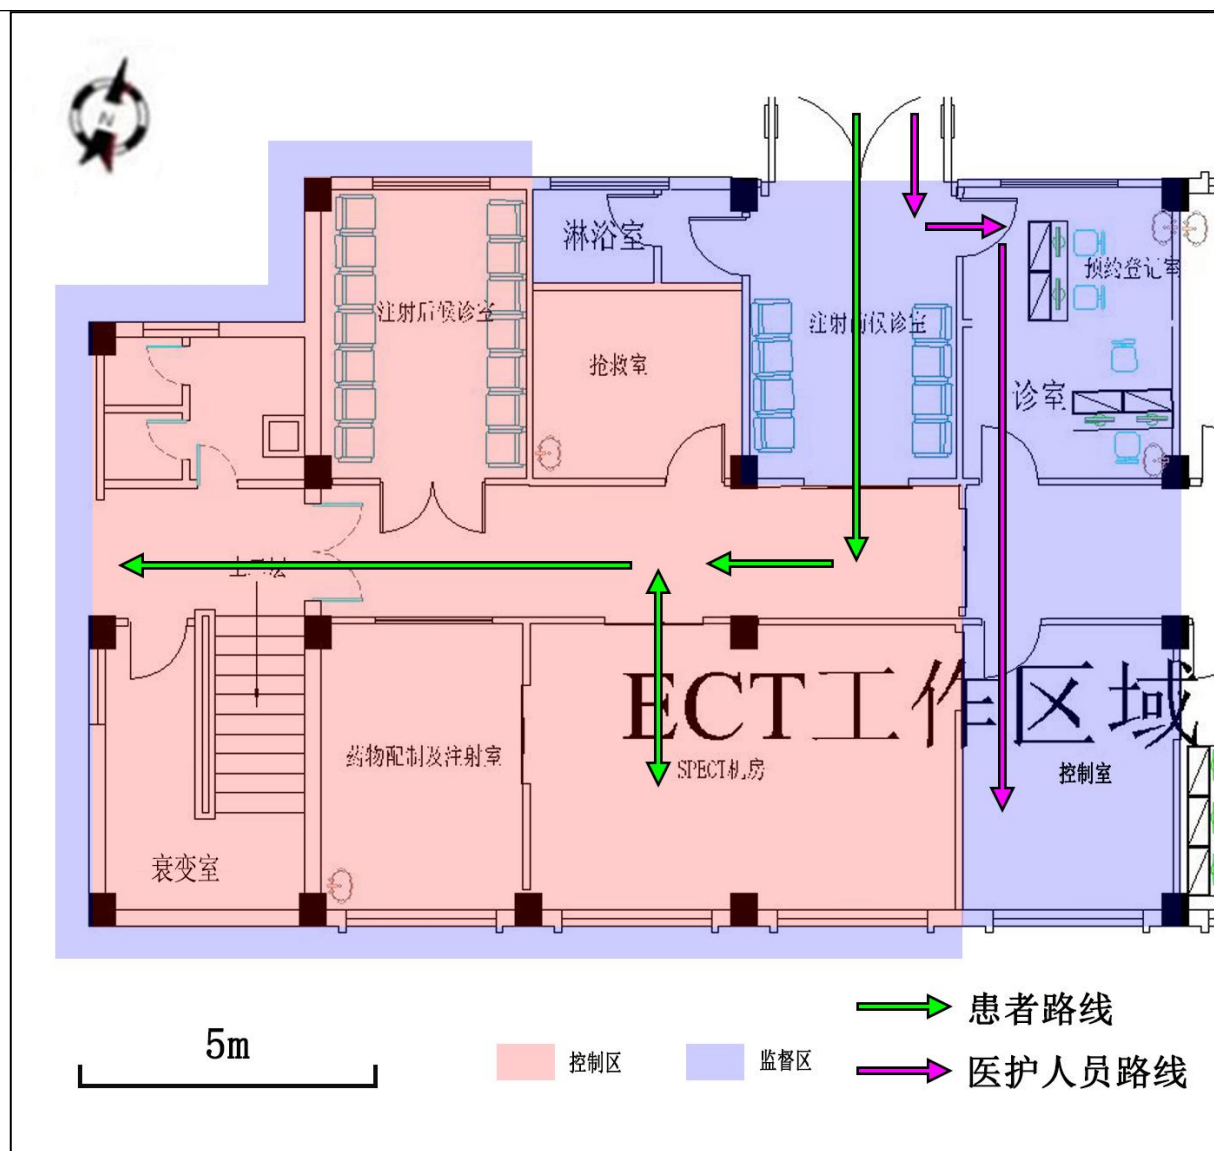 N
淋浴室
预约登记室
注射后候诊室
注射前候诊室
抢救室
诊室
ECT工作区域
药物配制及注射室
SPECT机房
控制室
衰变室
患者路线
5m
控制区
监督区
医护人员路线